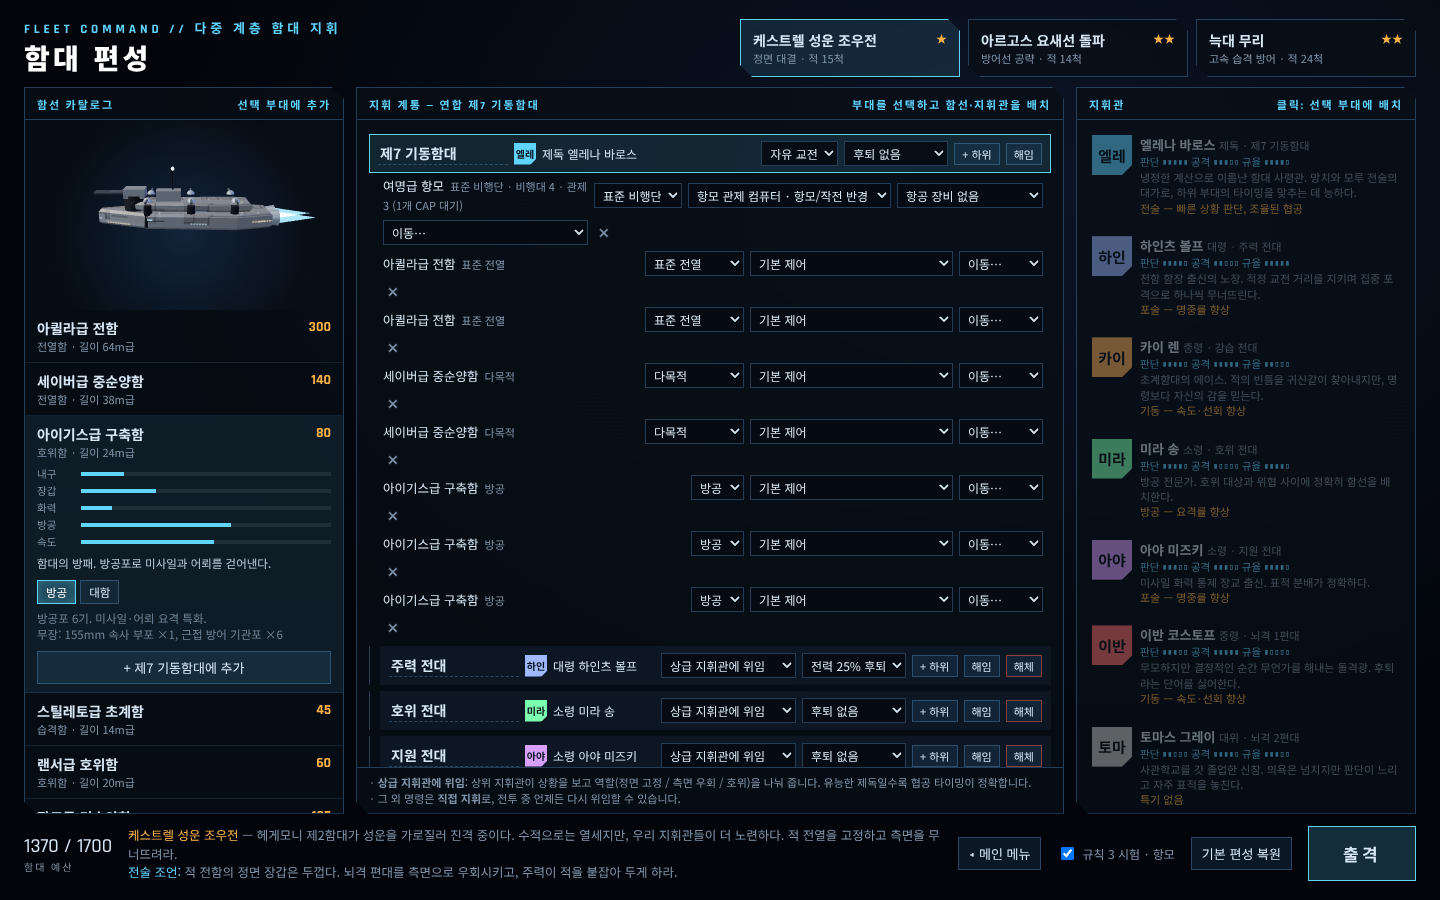 FLEET COMMAND // 다중 계층 함대 지휘
함대 편성
케스트렐 성운 조우전 ★
정면 대결 · 적 15척
아르고스 요새선 돌파 ★★
방어선 공략 · 적 14척
늑대 무리 ★★
고속 습격 방어 · 적 24척
함선 카탈로그 선택 부대에 추가
아퀼라급 전함 300
전열함 · 길이 64m급
세이버급 중순양함 140
전열함 · 길이 38m급
아이기스급 구축함 80
호위함 · 길이 24m급
내구
장갑
화력
방공
속도
함대의 방패. 방공포로 미사일과 어뢰를 걷어낸다.
방공 대함
방공포 6기. 미사일·어뢰 요격 특화.
무장: 155mm 속사 부포 ×1, 근접 방어 기관포 ×6
+ 제7 기동함대에 추가
스틸레토급 초계함 45
습격함 · 길이 14m급
랜서급 호위함 60
호위함 · 길이 20m급
지휘 계통 — 연합 제7 기동함대 부대를 선택하고 함선·지휘관을 배치
제7 기동함대 엘레 제독 엘레나 바로스 자유 교전 후퇴 없음 + 하위 해임
여명급 항모 표준 비행단 · 비행대 4 · 관제 3 (1개 CAP 대기) 표준 비행단 항모 관제 컴퓨터 · 항모/작전 반경 항공 장비 없음
이동… ×
아퀼라급 전함 표준 전열 표준 전열 기본 제어 이동…
×
아퀼라급 전함 표준 전열 표준 전열 기본 제어 이동…
×
세이버급 중순양함 다목적 다목적 기본 제어 이동…
×
세이버급 중순양함 다목적 다목적 기본 제어 이동…
×
아이기스급 구축함 방공 방공 기본 제어 이동…
×
아이기스급 구축함 방공 방공 기본 제어 이동…
×
아이기스급 구축함 방공 방공 기본 제어 이동…
×
주력 전대 하인 대령 하인츠 볼프 상급 지휘관에 위임 전력 25% 후퇴 + 하위 해임 해체
호위 전대 미라 소령 미라 송 상급 지휘관에 위임 후퇴 없음 + 하위 해임 해체
지원 전대 아야 소령 아야 미즈키 상급 지휘관에 위임 후퇴 없음 + 하위 해임 해체
· 상급 지휘관에 위임: 상위 지휘관이 상황을 보고 역할(정면 고정 / 측면 우회 / 호위)을 나눠 줍니다. 유능한 제독일수록 협공 타이밍이 정확합니다.
· 그 외 명령은 직접 지휘로, 전투 중 언제든 다시 위임할 수 있습니다.
지휘관 클릭: 선택 부대에 배치
엘레 엘레나 바로스 제독 · 제7 기동함대
판단 공격 규율
냉정한 계산으로 이름난 함대 사령관. 망치와 모루 전술의
대가로, 하위 부대의 타이밍을 맞추는 데 능하다.
전술 — 빠른 상황 판단, 조율된 협공
하인 하인츠 볼프 대령 · 주력 전대
판단 공격 규율
전함 함장 출신의 노장. 적정 교전 거리를 지키며 집중 포
격으로 하나씩 무너뜨린다.
포술 — 명중률 향상
카이 카이 렌 중령 · 강습 전대
판단 공격 규율
초계함대의 에이스. 적의 빈틈을 귀신같이 찾아내지만, 명
령보다 자신의 감을 믿는다.
기동 — 속도·선회 향상
미라 미라 송 소령 · 호위 전대
판단 공격 규율
방공 전문가. 호위 대상과 위협 사이에 정확히 함선을 배
치한다.
방공 — 요격률 향상
아야 아야 미즈키 소령 · 지원 전대
판단 공격 규율
미사일 화력 통제 장교 출신. 표적 분배가 정확하다.
포술 — 명중률 향상
이반 이반 코스토프 중령 · 뇌격 1편대
판단 공격 규율
무모하지만 결정적인 순간 무언가를 해내는 돌격광. 후퇴
라는 단어를 싫어한다.
기동 — 속도·선회 향상
토마 토마스 그레이 대위 · 뇌격 2편대
판단 공격 규율
사관학교를 갓 졸업한 신참. 의욕은 넘치지만 판단이 느리
고 자주 표적을 놓친다.
특기 없음
1370 / 1700
함대 예산
케스트렐 성운 조우전 — 헤게모니 제2함대가 성운을 가로질러 진격 중이다. 수적으로는 열세지만, 우리 지휘관들이 더 노련하다. 적 전열을 고정하고 측면을 무
너뜨려라.
전술 조언: 적 전함의 정면 장갑은 두껍다. 뇌격 편대를 측면으로 우회시키고, 주력이 적을 붙잡아 두게 하라.
◂ 메인 메뉴
규칙 3 시험 · 항모
기본 편성 복원
출격